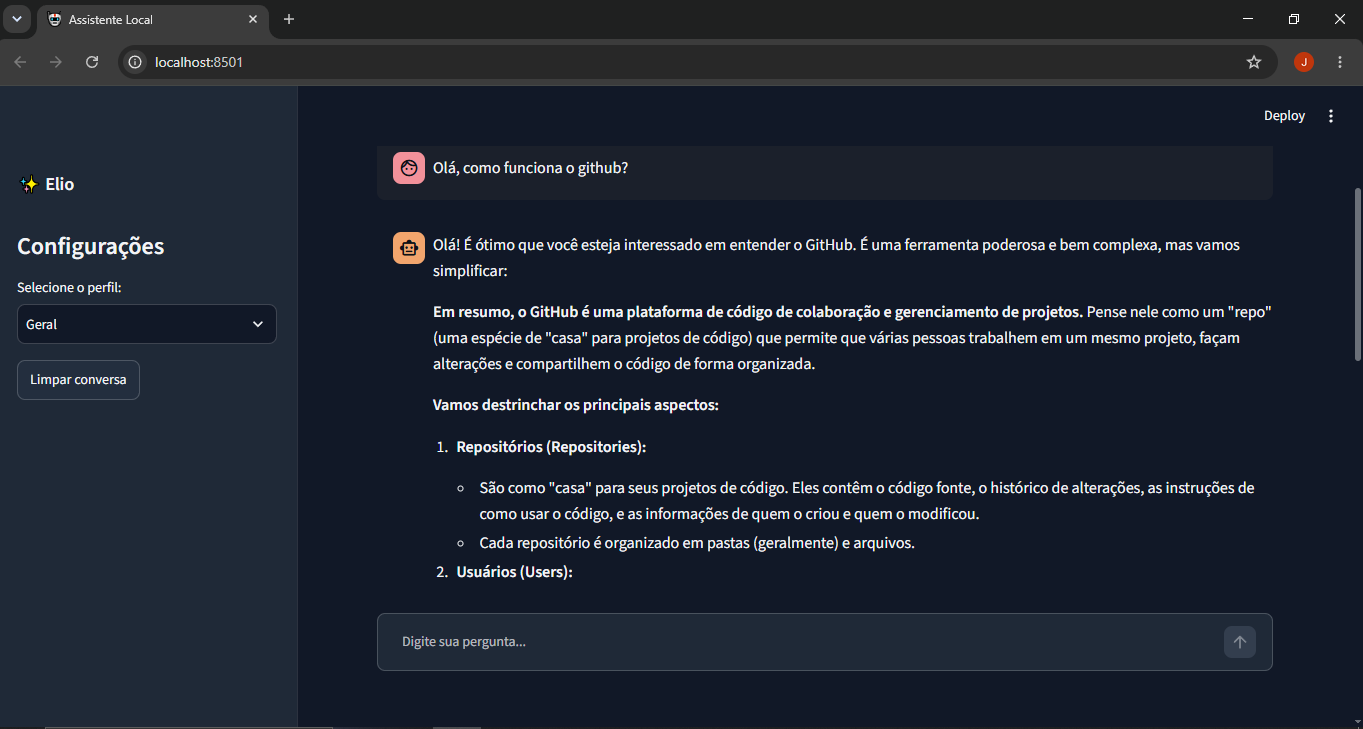 Assistente Local
localhost:8501
J
Deploy
✨ Elio
Configurações
Selecione o perfil:
Geral
Limpar conversa
Olá, como funciona o github?
Olá! É ótimo que você esteja interessado em entender o GitHub. É uma ferramenta poderosa e bem complexa, mas vamos
simplificar:
Em resumo, o GitHub é uma plataforma de código de colaboração e gerenciamento de projetos. Pense nele como um "repo"
(uma espécie de "casa" para projetos de código) que permite que várias pessoas trabalhem em um mesmo projeto, façam
alterações e compartilhem o código de forma organizada.
Vamos destrinchar os principais aspectos:
1. Repositórios (Repositories):
○ São como "casa" para seus projetos de código. Eles contêm o código fonte, o histórico de alterações, as instruções de
como usar o código, e as informações de quem o criou e quem o modificou.
○ Cada repositório é organizado em pastas (geralmente) e arquivos.
2. Usuários (Users):
Digite sua pergunta...